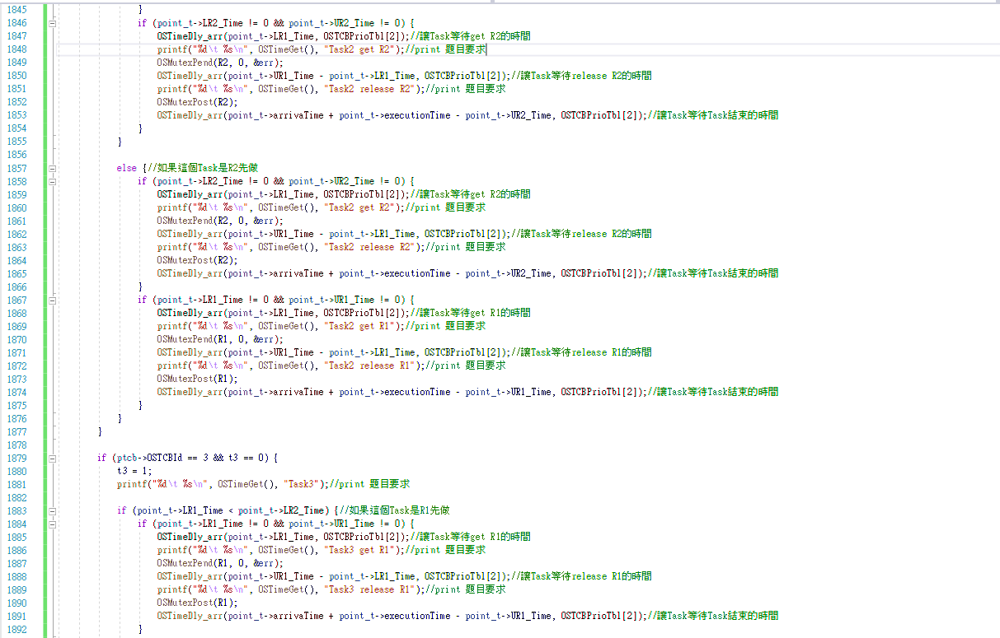 1845 }
1846 if (point_t->LR2_Time != 0 && point_t->UR2_Time != 0) {
1847 OSTimeDly_arr(point_t->LR1_Time, OSTCBPrioTbl[2]);//讓Task等待get R2的時間
1848 printf("%d\t %s\n", OSTimeGet(), "Task2 get R2");//print 題目要求
1849 OSMutexPend(R2, 0, &err);
1850 OSTimeDly_arr(point_t->UR1_Time - point_t->LR1_Time, OSTCBPrioTbl[2]);//讓Task等待release R2的時間
1851 printf("%d\t %s\n", OSTimeGet(), "Task2 release R2");//print 題目要求
1852 OSMutexPost(R2);
1853 OSTimeDly_arr(point_t->arrivaTime + point_t->executionTime - point_t->UR2_Time, OSTCBPrioTbl[2]);//讓Task等待Task結束的時間
1854 }
1855 }
1856
1857 else {//如果這個Task是R2先做
1858 if (point_t->LR2_Time != 0 && point_t->UR2_Time != 0) {
1859 OSTimeDly_arr(point_t->LR1_Time, OSTCBPrioTbl[2]);//讓Task等待get R2的時間
1860 printf("%d\t %s\n", OSTimeGet(), "Task2 get R2");//print 題目要求
1861 OSMutexPend(R2, 0, &err);
1862 OSTimeDly_arr(point_t->UR1_Time - point_t->LR1_Time, OSTCBPrioTbl[2]);//讓Task等待release R2的時間
1863 printf("%d\t %s\n", OSTimeGet(), "Task2 release R2");//print 題目要求
1864 OSMutexPost(R2);
1865 OSTimeDly_arr(point_t->arrivaTime + point_t->executionTime - point_t->UR2_Time, OSTCBPrioTbl[2]);//讓Task等待Task結束的時間
1866 }
1867 if (point_t->LR1_Time != 0 && point_t->UR1_Time != 0) {
1868 OSTimeDly_arr(point_t->LR1_Time, OSTCBPrioTbl[2]);//讓Task等待get R1的時間
1869 printf("%d\t %s\n", OSTimeGet(), "Task2 get R1");//print 題目要求
1870 OSMutexPend(R1, 0, &err);
1871 OSTimeDly_arr(point_t->UR1_Time - point_t->LR1_Time, OSTCBPrioTbl[2]);//讓Task等待release R1的時間
1872 printf("%d\t %s\n", OSTimeGet(), "Task2 release R1");//print 題目要求
1873 OSMutexPost(R1);
1874 OSTimeDly_arr(point_t->arrivaTime + point_t->executionTime - point_t->UR1_Time, OSTCBPrioTbl[2]);//讓Task等待Task結束的時間
1875 }
1876 }
1877 }
1878
1879 if (ptcb->OSTCBId == 3 && t3 == 0) {
1880 t3 = 1;
1881 printf("%d\t %s\n", OSTimeGet(), "Task3");//print 題目要求
1882
1883 if (point_t->LR1_Time < point_t->LR2_Time) {//如果這個Task是R1先做
1884 if (point_t->LR1_Time != 0 && point_t->UR1_Time != 0) {
1885 OSTimeDly_arr(point_t->LR1_Time, OSTCBPrioTbl[2]);//讓Task等待get R1的時間
1886 printf("%d\t %s\n", OSTimeGet(), "Task3 get R1");//print 題目要求
1887 OSMutexPend(R1, 0, &err);
1888 OSTimeDly_arr(point_t->UR1_Time - point_t->LR1_Time, OSTCBPrioTbl[2]);//讓Task等待release R1的時間
1889 printf("%d\t %s\n", OSTimeGet(), "Task3 release R1");//print 題目要求
1890 OSMutexPost(R1);
1891 OSTimeDly_arr(point_t->arrivaTime + point_t->executionTime - point_t->UR1_Time, OSTCBPrioTbl[2]);//讓Task等待Task結束的時間
1892 }